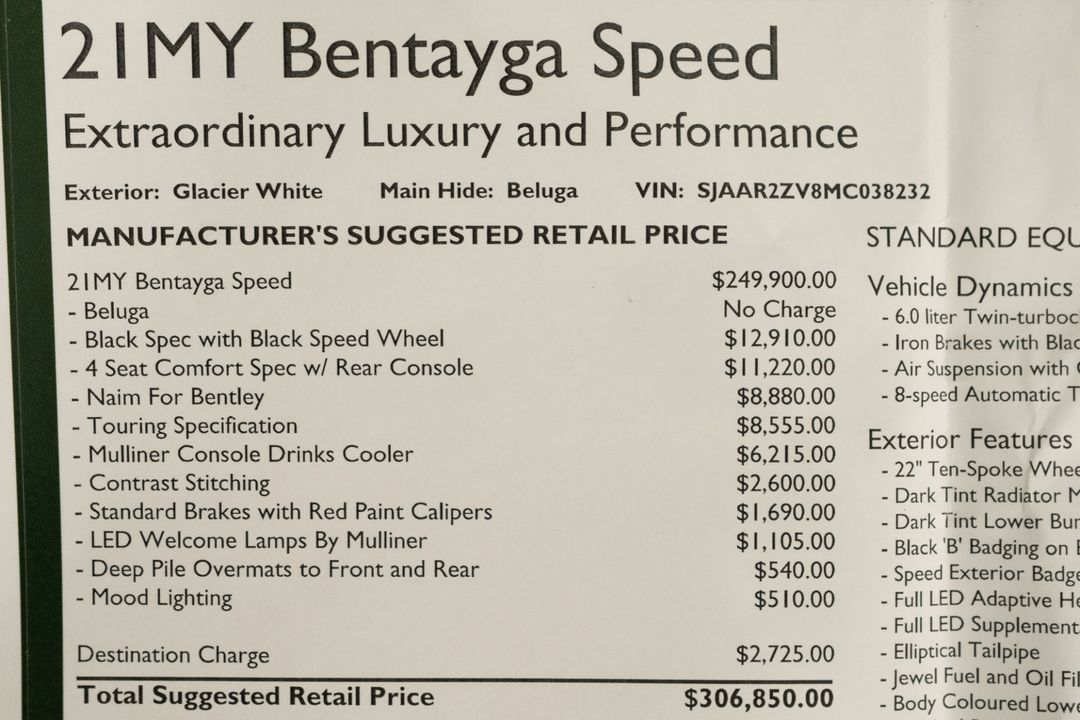 21MY Bentayga Speed
Extraordinary Luxury and Performance
Exterior: Glacier White Main Hide: Beluga VIN: SJAAR2ZV8MC038232
MANUFACTURER'S SUGGESTED RETAIL PRICE
21MY Bentayga Speed $249,900.00
- Beluga No Charge
- Black Spec with Black Speed Wheel $12,910.00
- 4 Seat Comfort Spec w/ Rear Console $11,220.00
- Naim For Bentley $8,880.00
- Touring Specification $8,555.00
- Mulliner Console Drinks Cooler $6,215.00
- Contrast Stitching $2,600.00
- Standard Brakes with Red Paint Calipers $1,690.00
- LED Welcome Lamps By Mulliner $1,105.00
- Deep Pile Overmats to Front and Rear $540.00
- Mood Lighting $510.00
Destination Charge $2,725.00
Total Suggested Retail Price $306,850.00
STANDARD EQU
Vehicle Dynamics
- 6.0 liter Twin-turboc
- Iron Brakes with Blac
- Air Suspension with
- 8-speed Automatic T
Exterior Features
- 22" Ten-Spoke Whee
- Dark Tint Radiator M
- Dark Tint Lower Bum
- Black 'B' Badging on
- Speed Exterior Badge
- Full LED Adaptive He
- Full LED Supplement
- Elliptical Tailpipe
- Jewel Fuel and Oil Fil
- Body Coloured Lowe